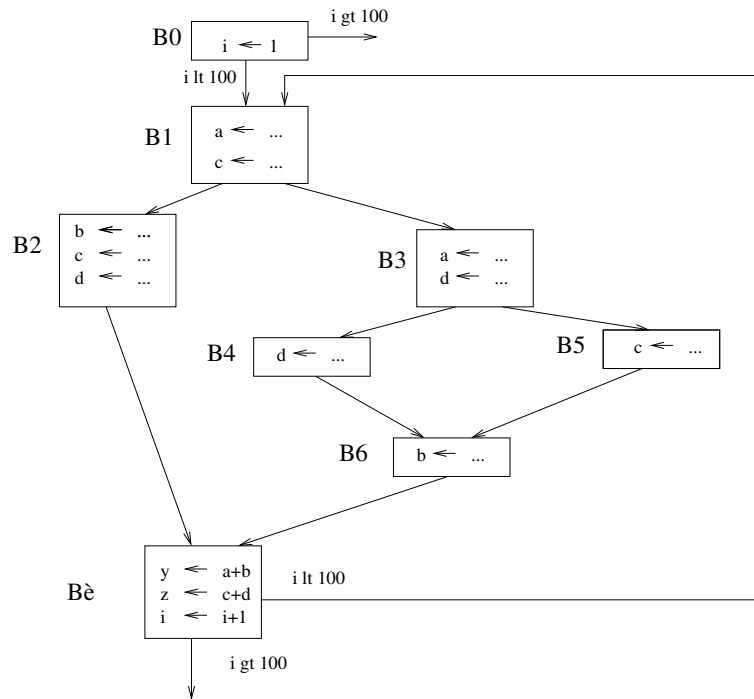 i gt 100
B0
i ← 1
i lt 100
B1
a ← ...
c ← ...
B2
b ← ...
c ← ...
d ← ...
B3
a ← ...
d ← ...
B4
d ← ...
B5
c ← ...
B6
b ← ...
Bè
y ← a+b
z ← c+d
i ← i+1
i lt 100
i gt 100